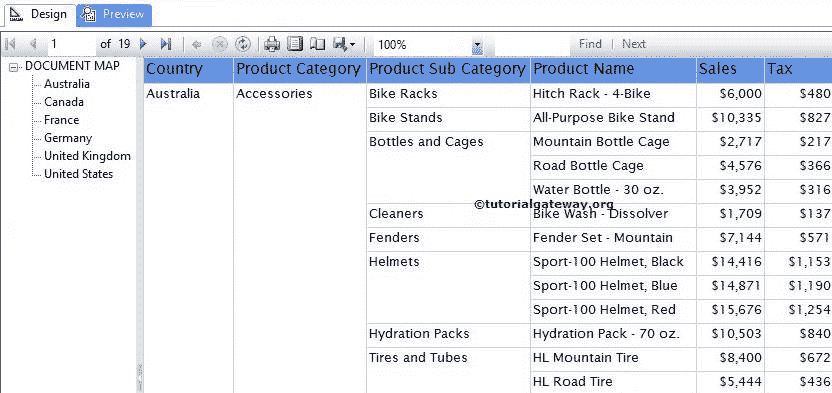 Design Preview
1 of 19 100% Find | Next
DOCUMENT MAP
Australia
Canada
France
Germany
United Kingdom
United States
Country Product Category Product Sub Category Product Name Sales Tax
Australia Accessories Bike Racks Hitch Rack - 4-Bike $6,000 $480
Bike Stands All-Purpose Bike Stand $10,335 $827
Bottles and Cages Mountain Bottle Cage $2,717 $217
Road Bottle Cage $4,576 $366
Water Bottle - 30 oz. $3,952 $316
©tutorialgateway.org
Cleaners Bike Wash - Dissolver $1,709 $137
Fenders Fender Set - Mountain $7,144 $571
Helmets Sport-100 Helmet, Black $14,416 $1,153
Sport-100 Helmet, Blue $14,871 $1,190
Sport-100 Helmet, Red $15,676 $1,254
Hydration Packs Hydration Pack - 70 oz. $10,503 $840
Tires and Tubes HL Mountain Tire $8,400 $672
HL Road Tire $5,444 $436